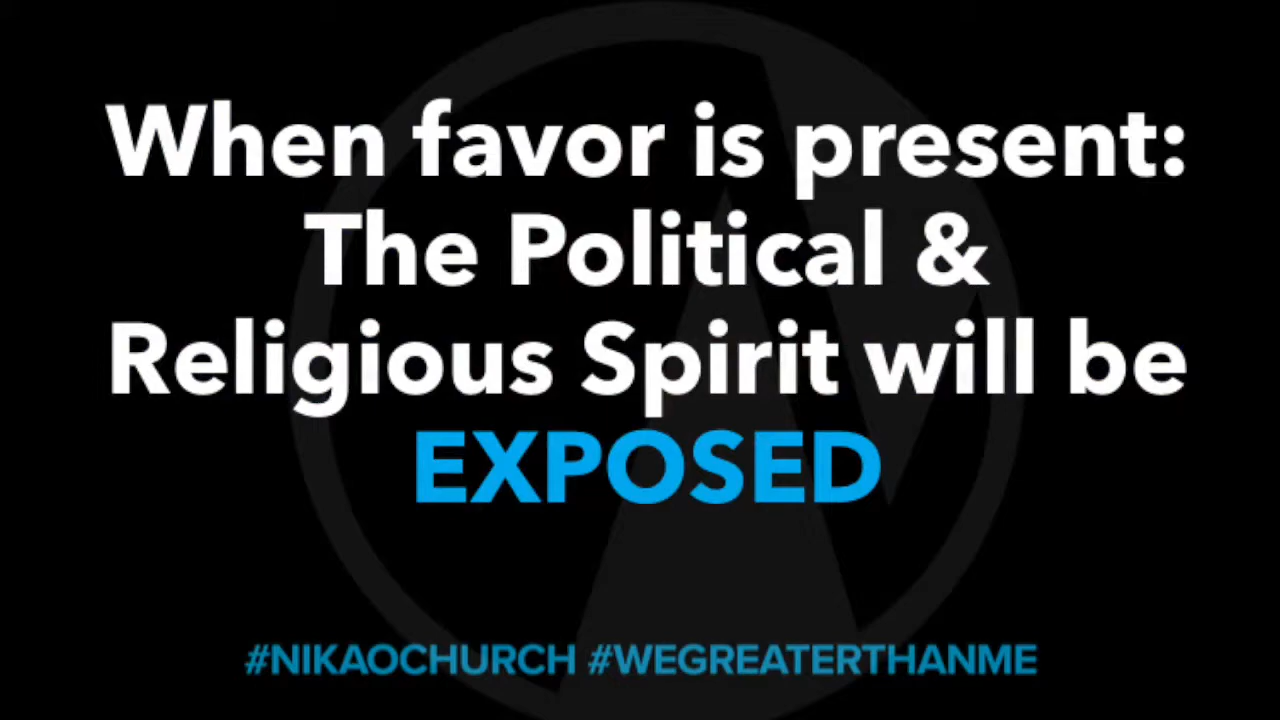 When favor is present:
The Political &
Religious Spirit will be
EXPOSED
#NIKAOCHURCH #WEGREATERTHANME